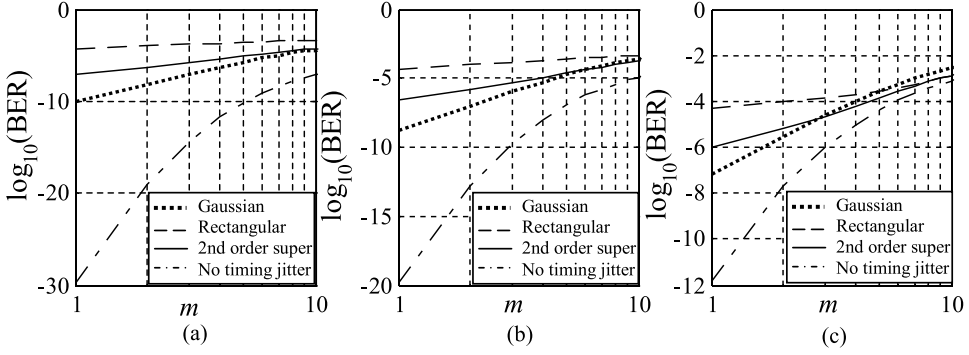 0
-10
-20
-30
log10(BER)
Gaussian
Rectangular
2nd order super
No timing jitter
1
m
10
(a)
0
-5
-10
-15
-20
log10(BER)
Gaussian
Rectangular
2nd order super
No timing jitter
1
m
10
(b)
0
-2
-4
-6
-8
-10
-12
log10(BER)
Gaussian
Rectangular
2nd order super
No timing jitter
1
m
10
(c)